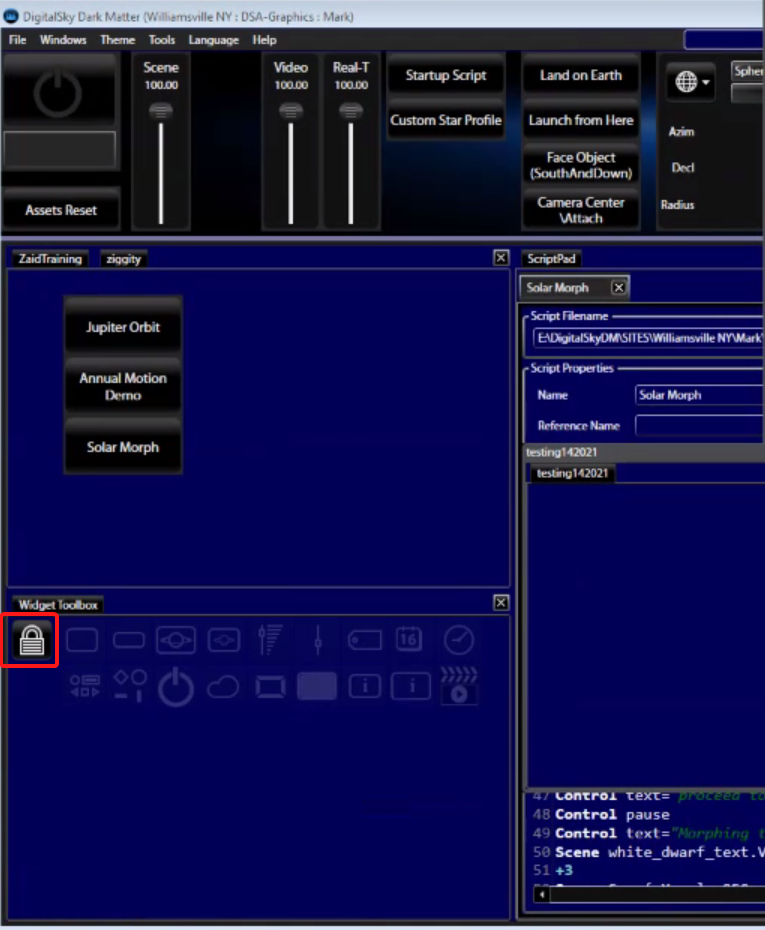 DigitalSky Dark Matter (Williamsville NY : DSA-Graphics : Mark)
File Windows Theme Tools Language Help
Scene
100.00
Video
100.00
Real-T
100.00
Startup Script
Custom Star Profile
Land on Earth
Launch from Here
Face Object
(SouthAndDown)
Camera Center
\Attach
Spher
Azim
Decl
Radius
Assets Reset
ZaidTraining ziggity
Jupiter Orbit
Annual Motion
Demo
Solar Morph
ScriptPad
Solar Morph
Script Filename
E:\DigitalSkyDM\SITES\Williamsville NY\Mark\
Script Properties
Name Solar Morph
Reference Name
testing142021
testing142021
Widget Toolbox
16
i i
47 Control text="proceed to
48 Control pause
49 Control text="Morphing t
50 Scene white_dwarf_text.V
51 +3